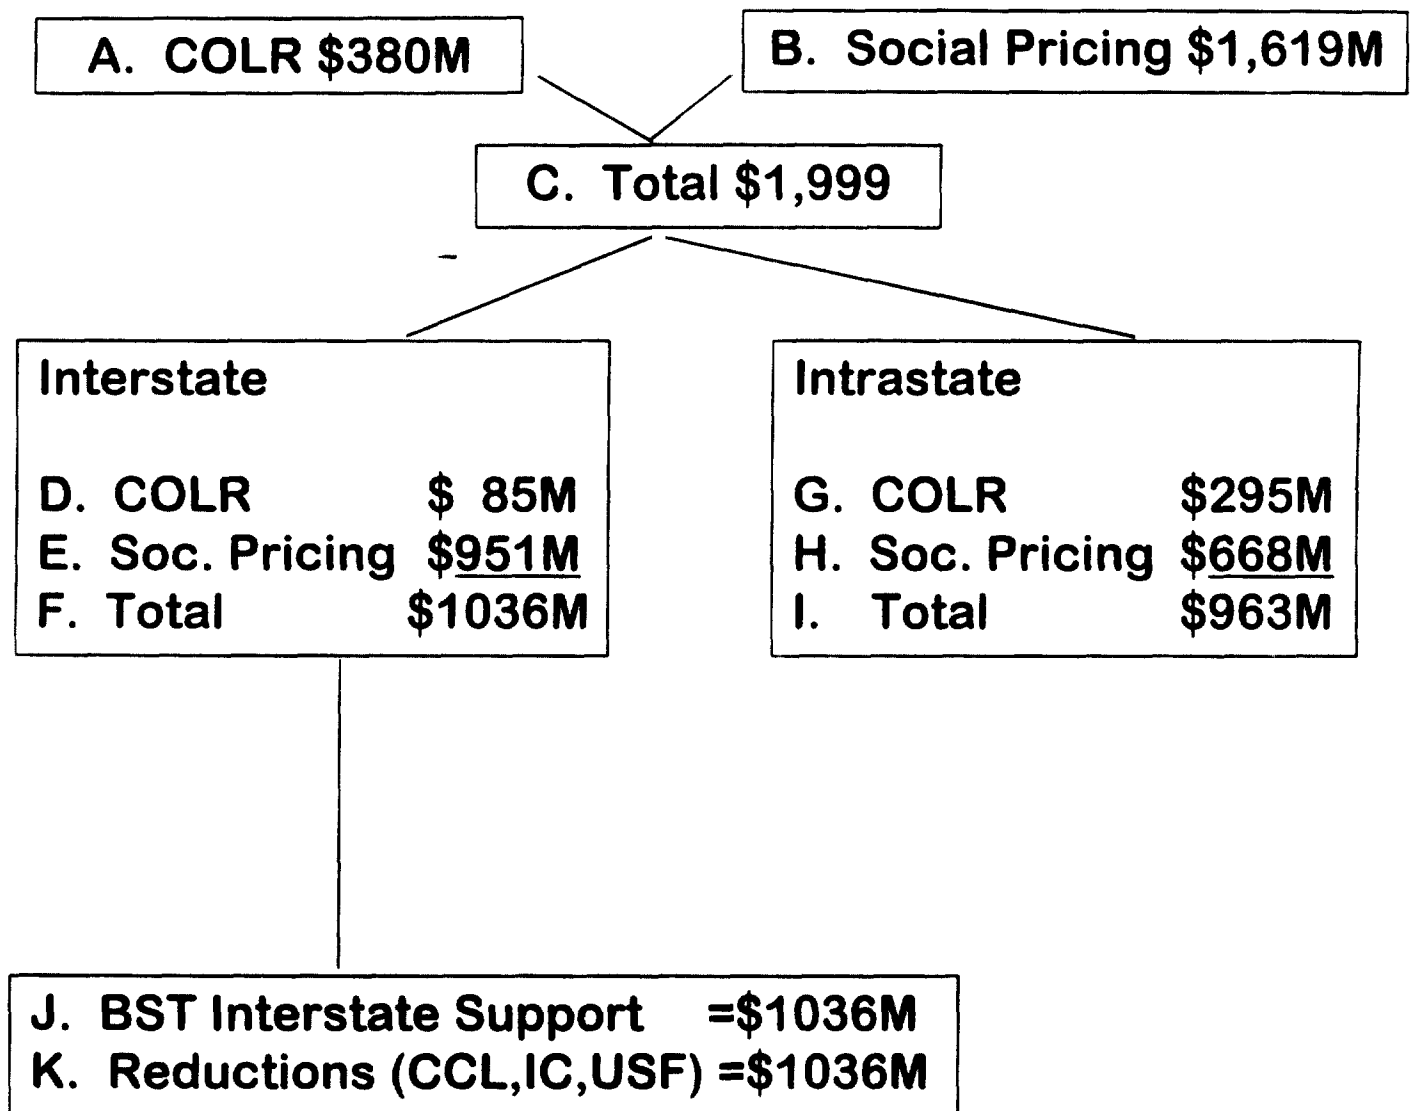 A. COLR $380M
B. Social Pricing $1,619M
C. Total $1,999
Interstate
D. COLR $ 85M
E. Soc. Pricing $951M
F. Total $1036M
Intrastate
G. COLR $295M
H. Soc. Pricing $668M
I. Total $963M
J. BST Interstate Support =$1036M
K. Reductions (CCL,IC,USF) =$1036M